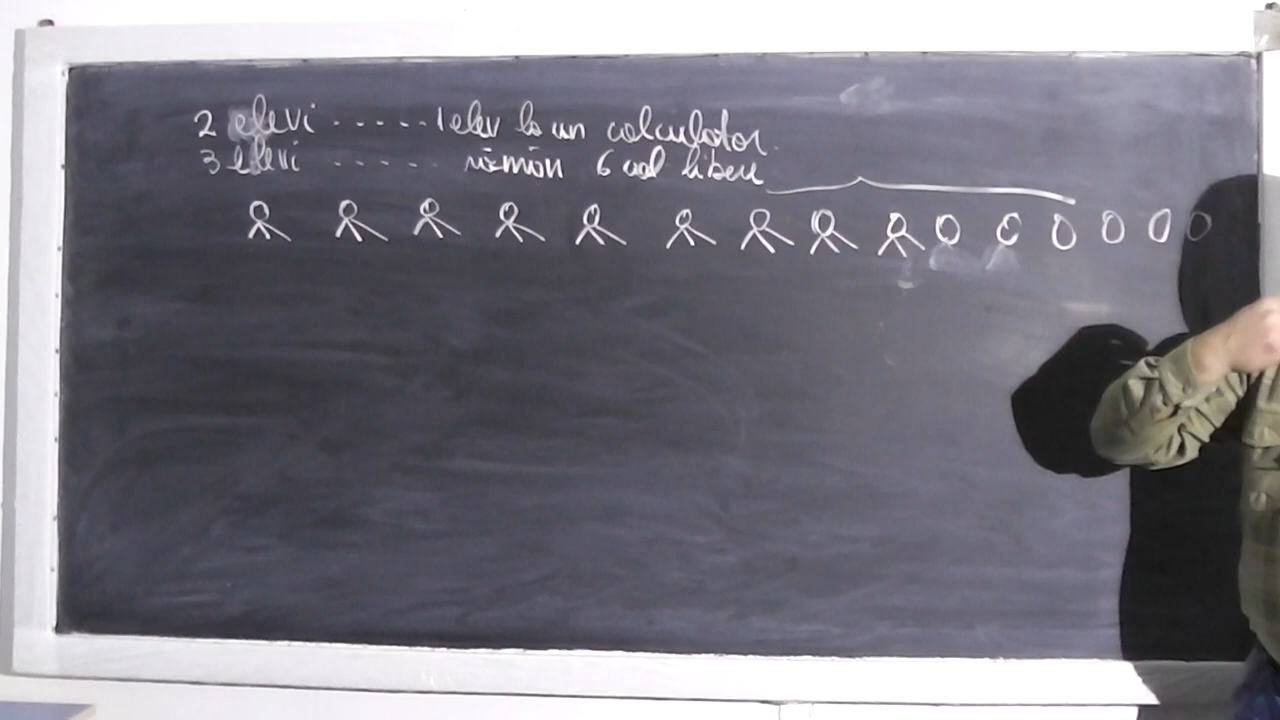 2 elevi ..... 1 elev la un calculator.
3 elevi ..... rămân 6 cal libere